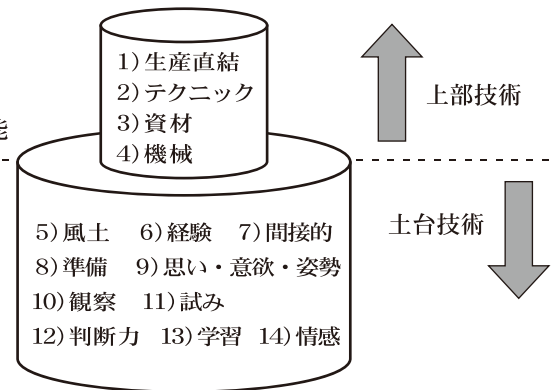 1) 生産直結
2) テクニック
3) 資材
4) 機械
上部技術
能
土台技術
5) 風土 6) 経験 7) 間接的
8) 準備 9) 思い・意欲・姿勢
10) 観察 11) 試み
12) 判断力 13) 学習 14) 情感